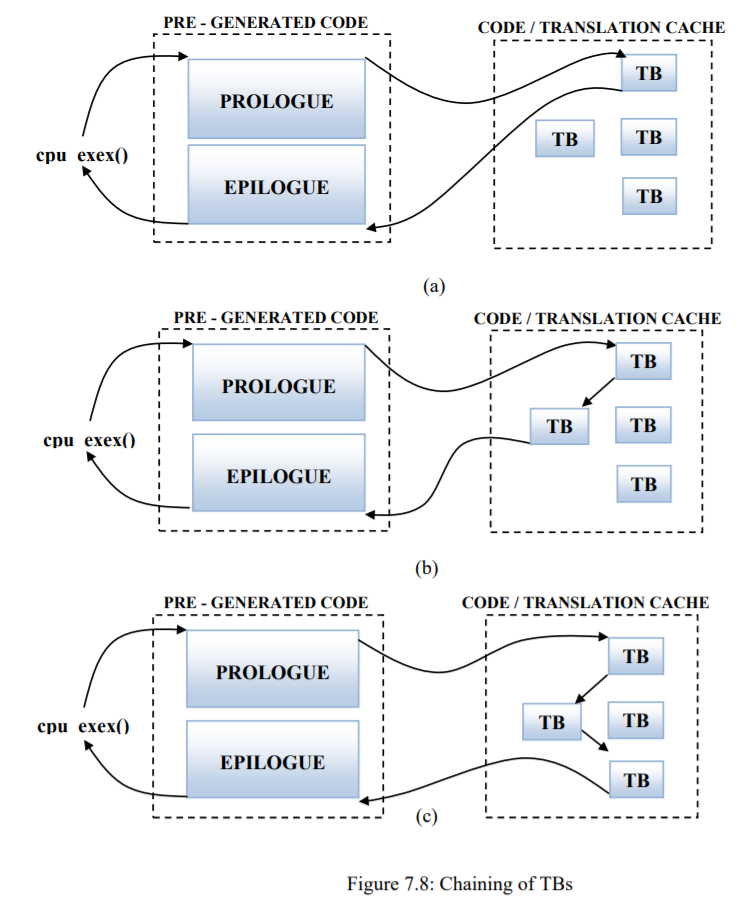 PRE - GENERATED CODE
CODE / TRANSLATION CACHE
PROLOGUE
TB
TB
TB
cpu exex()
EPILOGUE
TB
(a)
PRE - GENERATED CODE
CODE / TRANSLATION CACHE
PROLOGUE
TB
TB
TB
cpu exex()
EPILOGUE
TB
(b)
PRE - GENERATED CODE
CODE / TRANSLATION CACHE
PROLOGUE
TB
TB
TB
cpu exex()
EPILOGUE
TB
(c)
Figure 7.8: Chaining of TBs